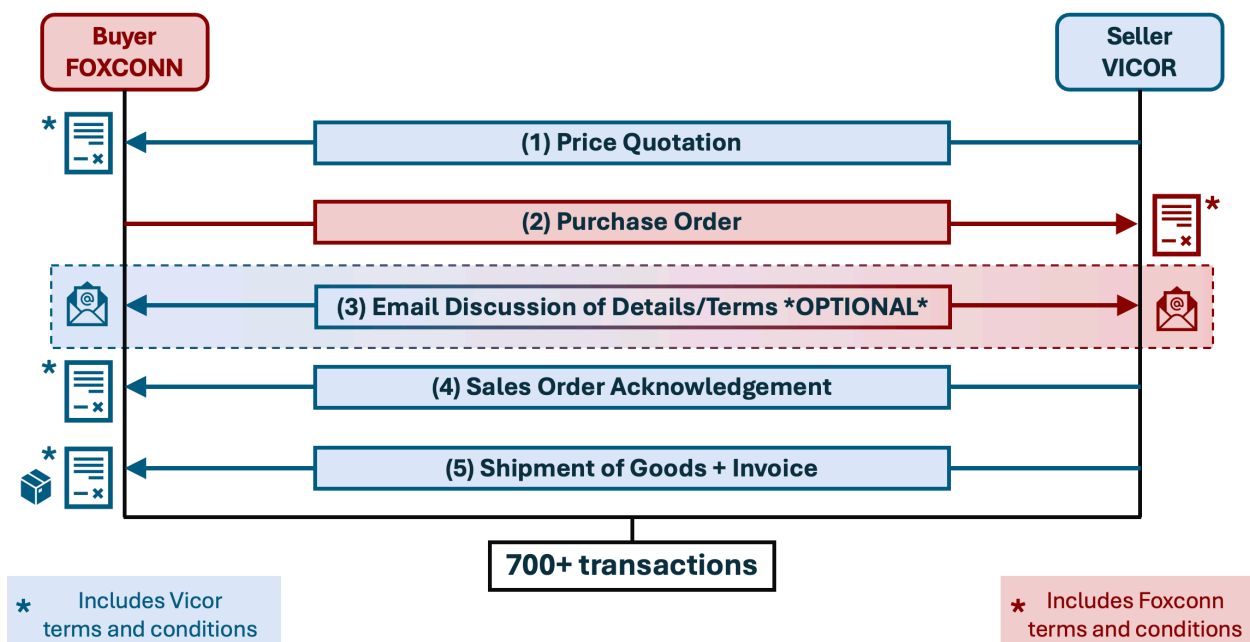 Buyer
FOXCONN
Seller
VICOR
*
(1) Price Quotation
(2) Purchase Order
*
@
(3) Email Discussion of Details/Terms *OPTIONAL*
@
*
(4) Sales Order Acknowledgement
*
(5) Shipment of Goods + Invoice
700+ transactions
* Includes Vicor
terms and conditions
* Includes Foxconn
terms and conditions